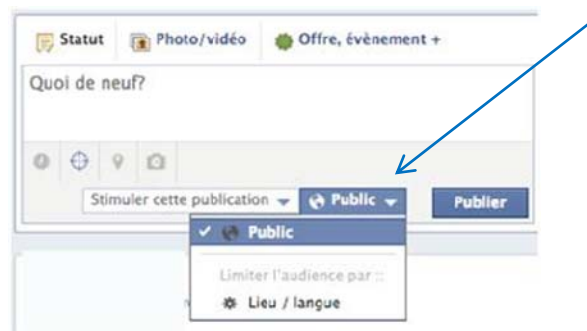 Statut Photo/vidéo Offre, évènement +
Quoi de neuf?
Stimuler cette publication Public Publier
Public
Limiter l'audience par ::
Lieu / langue